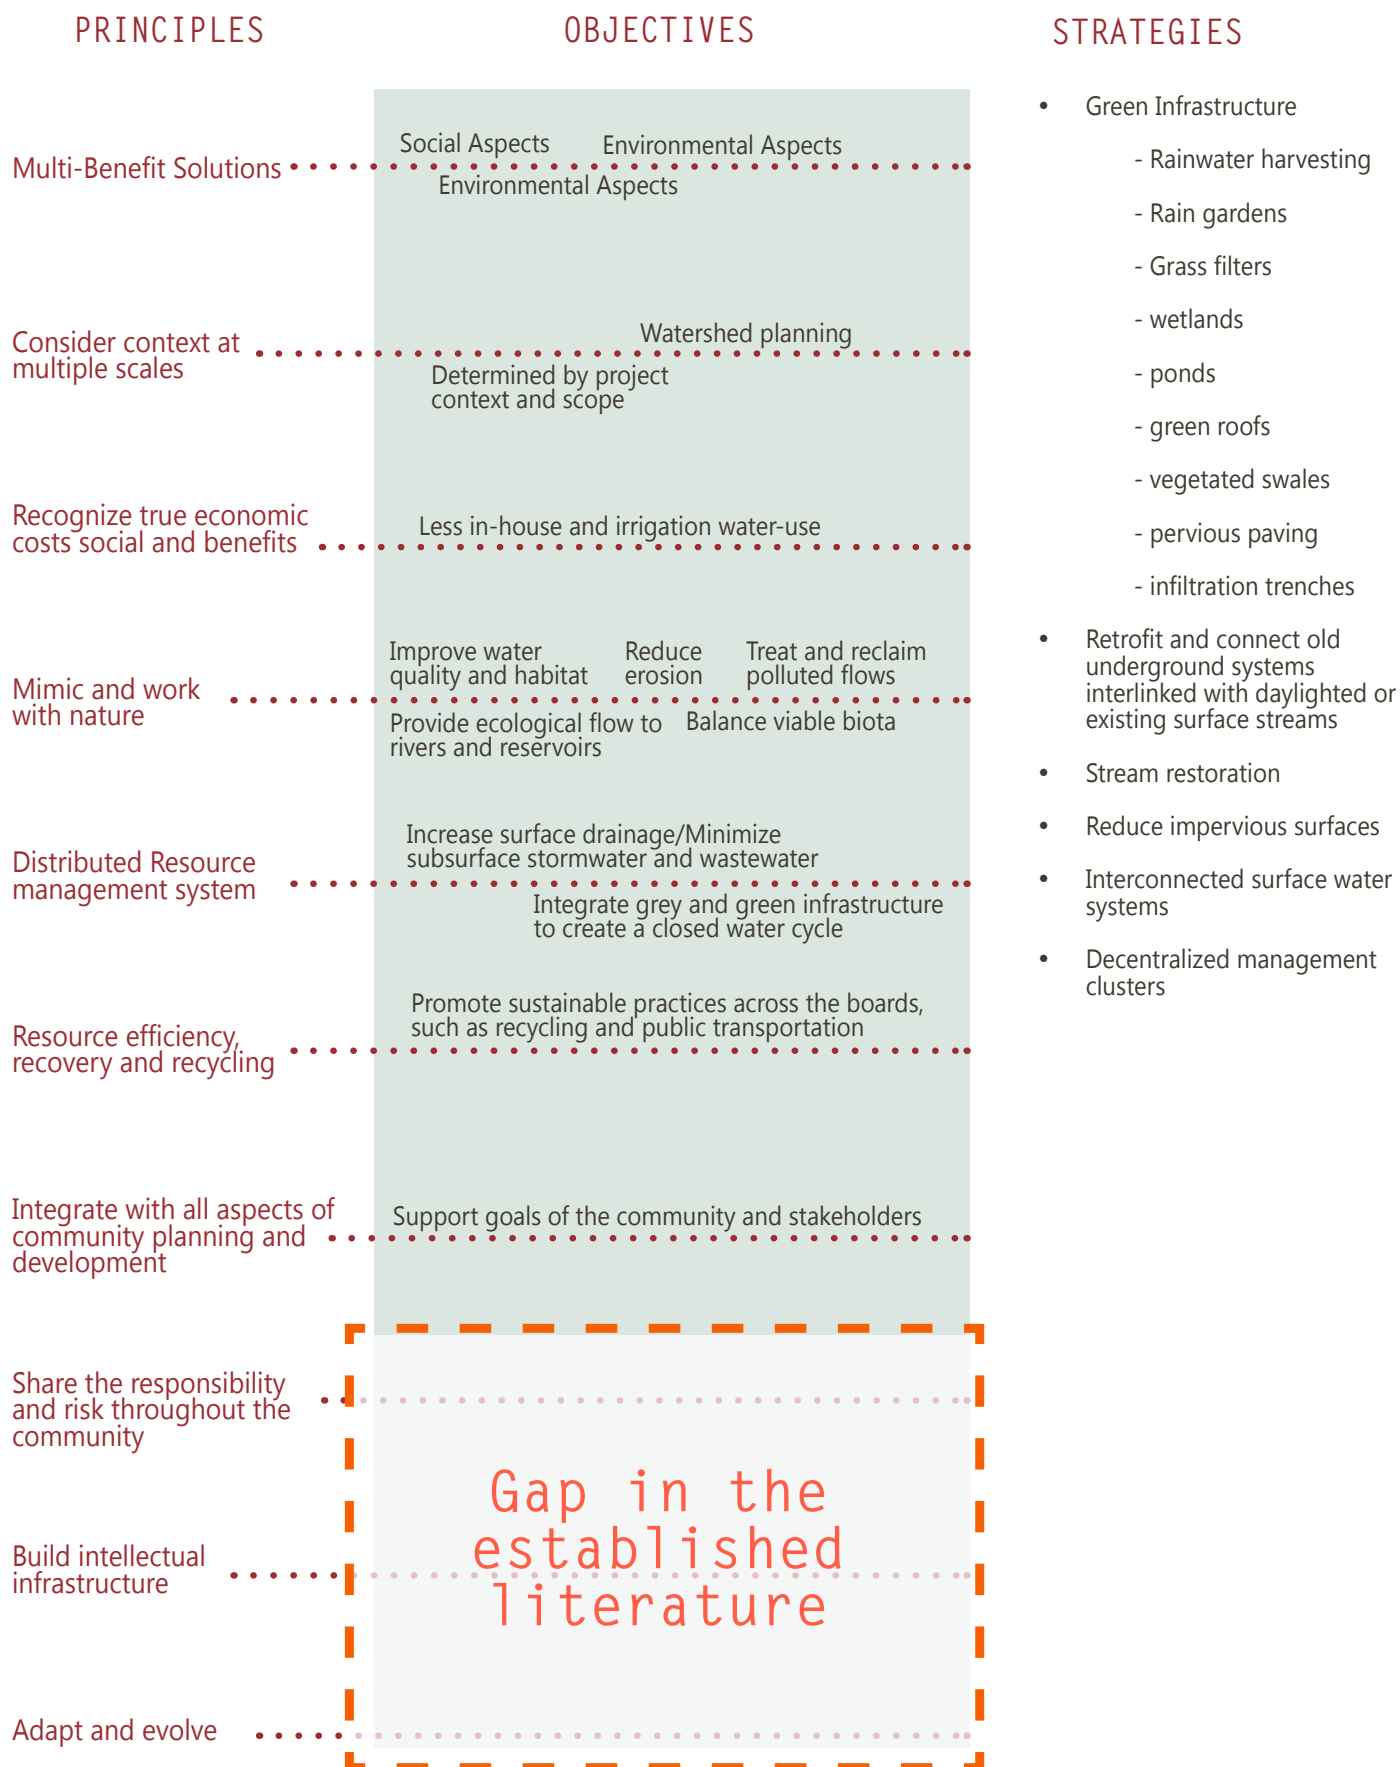 PRINCIPLES
OBJECTIVES
STRATEGIES
Multi-Benefit Solutions
Social Aspects
Environmental Aspects
Environmental Aspects
Consider context at
multiple scales
Watershed planning
Determined by project
context and scope
Recognize true economic
costs social and benefits
Less in-house and irrigation water-use
Mimic and work
with nature
Improve water
quality and habitat
Reduce
erosion
Treat and reclaim
polluted flows
Provide ecological flow to
rivers and reservoirs
Balance viable biota
Distributed Resource
management system
Increase surface drainage/Minimize
subsurface stormwater and wastewater
Integrate grey and green infrastructure
to create a closed water cycle
Resource efficiency,
recovery and recycling
Promote sustainable practices across the boards,
such as recycling and public transportation
Integrate with all aspects of
community planning and
development
Support goals of the community and stakeholders
Share the responsibility
and risk throughout the
community
Build intellectual
infrastructure
Adapt and evolve
Gap in the
established
literature
• Green Infrastructure
- Rainwater harvesting
- Rain gardens
- Grass filters
- wetlands
- ponds
- green roofs
- vegetated swales
- pervious paving
- infiltration trenches
• Retrofit and connect old
underground systems
interlinked with daylighted or
existing surface streams
• Stream restoration
• Reduce impervious surfaces
• Interconnected surface water
systems
• Decentralized management
clusters